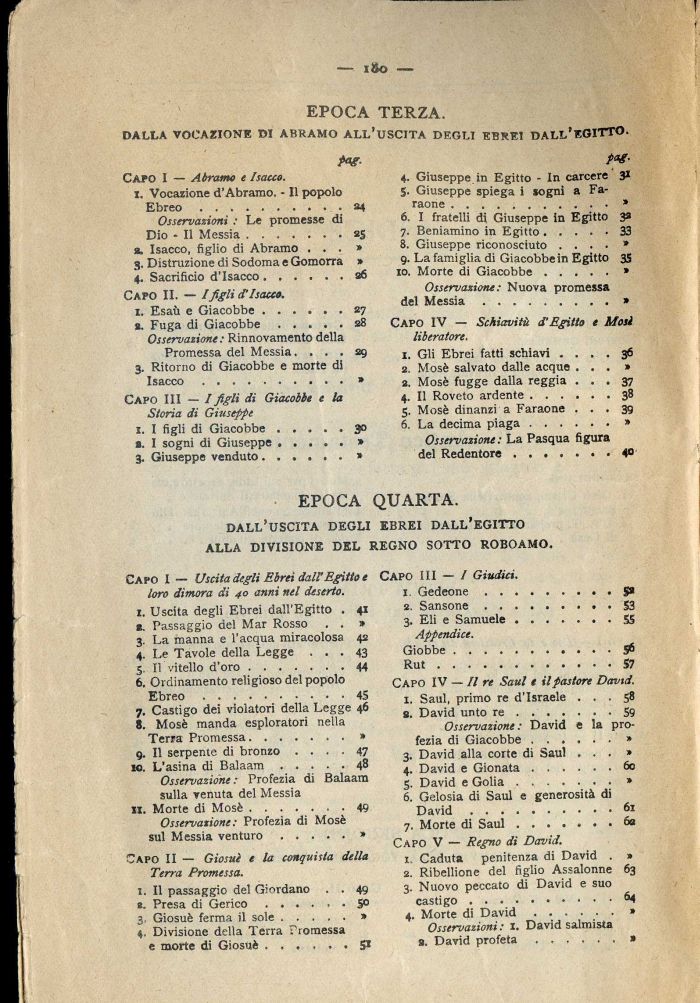 — 180 —
EPOCA TERZA.
DALLA VOCAZIONE DI ABRAMO ALL'USCITA DEGLI EBREI DALL'EGITTO.
pag.
CAPO I — Abramo e Isacco.
1. Vocazione d'Abramo. - Il popolo
Ebreo . . . . . . . . . . 24
Osservazioni : Le promesse di
Dio - Il Messia . . . . . . . 25
2. Isacco, figlio di Abramo . . . »
3. Distruzione di Sodoma e Gomorra »
4. Sacrificio d'Isacco . . . . . . 26
CAPO II. — I figli d'Isacco.
1. Esaù e Giacobbe . . . . . . 27
2. Fuga di Giacobbe . . . . . 28
Osservazione : Rinnovamento della
Promessa del Messia . . . . 29
3. Ritorno di Giacobbe e morte di
Isacco . . . . . . . . . . »
CAPO III — I figli di Giacobbe e la
Storia di Giuseppe
1. I figli di Giacobbe . . . . . 30
2. I sogni di Giuseppe . . . . . »
3. Giuseppe venduto . . . . . . »
pag.
4. Giuseppe in Egitto - In carcere 31
5. Giuseppe spiega i sogni a Fa-
raone . . . . . . . . . . »
6. I fratelli di Giuseppe in Egitto 32
7. Beniamino in Egitto . . . . . 33
8. Giuseppe riconosciuto . . . . »
9. La famiglia di Giacobbe in Egitto 35
10. Morte di Giacobbe . . . . . »
Osservazione: Nuova promessa
del Messia . . . . . . . . »
CAPO IV — Schiavitù d'Egitto e Mosè
liberatore.
1. Gli Ebrei fatti schiavi . . . . 36
2. Mosè salvato dalle acque . . . »
2. Mosè fugge dalla reggia . . . 37
4. Il Roveto ardente . . . . . . 38
5. Mosè dinanzi a Faraone . . . 39
6. La decima piaga . . . . . . »
Osservazione : La Pasqua figura
del Redentore . . . . . . . 40
EPOCA QUARTA.
DALL'USCITA DEGLI EBREI DALL'EGITTO
ALLA DIVISIONE DEL REGNO SOTTO ROBOAMO.
CAPO I — Uscita degli Ebrei dall'Egitto e
loro dimora di 40 anni nel deserto.
1. Uscita degli Ebrei dall'Egitto . 41
2. Passaggio del Mar Rosso . . »
3. La manna e l'acqua miracolosa 42
4. Le Tavole della Legge . . . 43
5. Il vitello d'oro . . . . . . . 44
6. Ordinamento religioso del popolo
Ebreo . . . . . . . . . . 45
7. Castigo dei violatori della Legge 46
8. Mosè manda esploratori nella
Terra Promessa . . . . . . . »
9. Il serpente di bronzo . . . . 47
10. L'asina di Balaam . . . . . 48
Osservazione : Profezia di Balaam
sulla venuta del Messia
11. Morte di Mosè . . . . . . . 49
Osservazione : Profezia di Mosè
sul Messia venturo . . . . . »
CAPO II — Giosuè e la conquista della
Terra Promessa.
1. Il passaggio del Giordano . . 49
2. Presa di Gerico . . . . . . 50
3. Giosuè ferma il sole . . . . . »
4. Divisione della Terra Promessa
e morte di Giosuè . . . . . . 51
CAPO III — I Giudici.
1. Gedeone . . . . . . . . . 52
2. Sansone . . . . . . . . . 53
3. Eli e Samuele . . . . . . . 55
Appendice.
Giobbe . . . . . . . . . . . 56
Rut . . . . . . . . . . . . 57
CAPO IV — Il re Saul e il pastore David.
1. Saul, primo re d'Israele . . . 58
2. David unto re . . . . . . . 59
Osservazione : David e la pro-
fezia di Giacobbe . . . . . . »
3. David alla corte di Saul . . . »
4. David e Gionata . . . . . . 60
5. David e Golia . . . . . . . »
6. Gelosia di Saul e generosità di
David . . . . . . . . . . 61
7. Morte di Saul . . . . . . . 62
CAPO V — Regno di David.
1. Caduta penitenza di David . »
2. Ribellione del figlio Assalonne 63
3. Nuovo peccato di David e suo
castigo . . . . . . . . . . 64
4. Morte di David . . . . . . »
Osservazioni : 1. David salmista
2. David profeta . . . . . . »